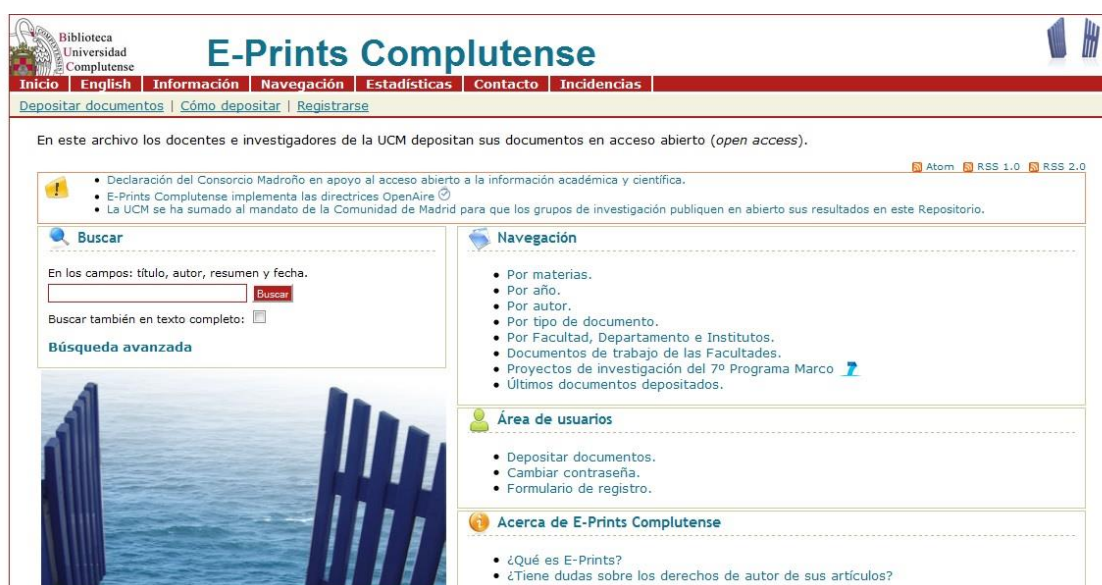 Biblioteca
Universidad
Complutense
E-Prints Complutense
Inicio English Información Navegación Estadísticas Contacto Incidencias
Depositar documentos | Cómo depositar | Registrarse
En este archivo los docentes e investigadores de la UCM depositan sus documentos en acceso abierto (open access).
Atom RSS 1.0 RSS 2.0
• Declaración del Consorcio Madroño en apoyo al acceso abierto a la información académica y científica.
• E-Prints Complutense implementa las directrices OpenAire
• La UCM se ha sumado al mandato de la Comunidad de Madrid para que los grupos de investigación publiquen en abierto sus resultados en este Repositorio.
Buscar
En los campos: título, autor, resumen y fecha.
Buscar
Buscar también en texto completo:
Búsqueda avanzada
Navegación
• Por materias.
• Por año.
• Por autor.
• Por tipo de documento.
• Por Facultad, Departamento e Institutos.
• Documentos de trabajo de las Facultades.
• Proyectos de investigación del 7º Programa Marco
• Últimos documentos depositados.
Área de usuarios
• Depositar documentos.
• Cambiar contraseña.
• Formulario de registro.
Acerca de E-Prints Complutense
• ¿Qué es E-Prints?
• ¿Tiene dudas sobre los derechos de autor de sus artículos?